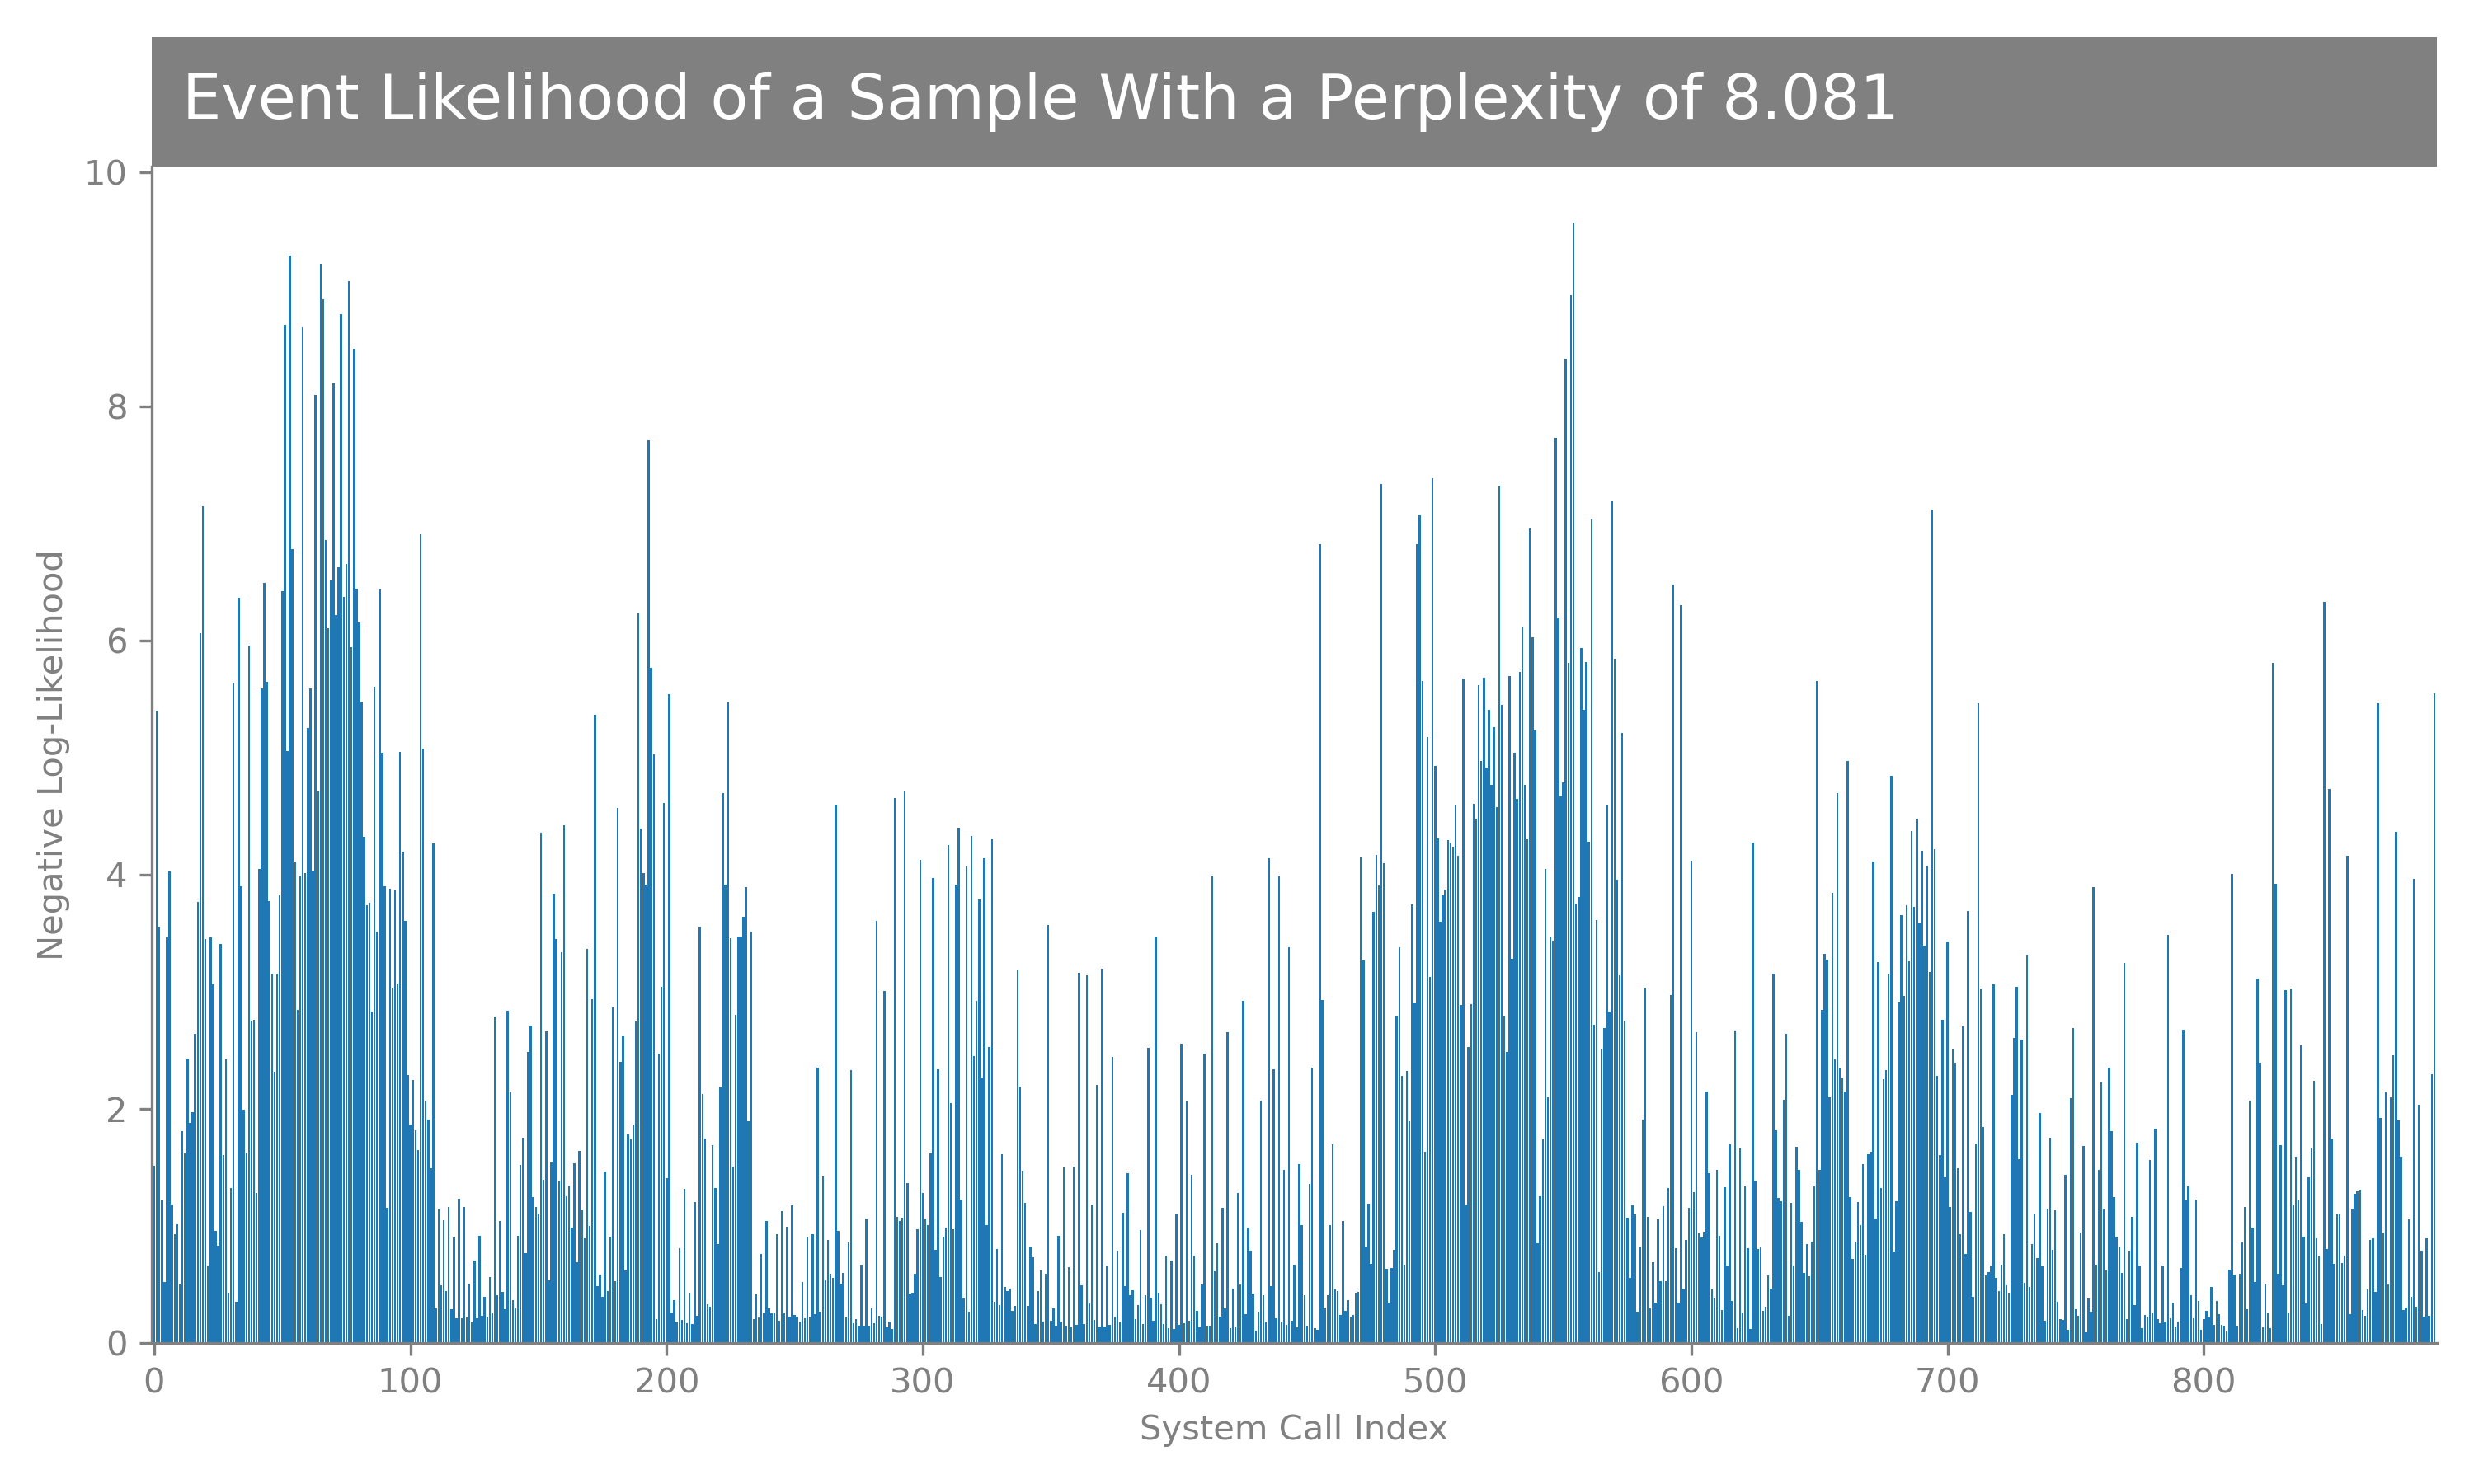 Event Likelihood of a Sample With a Perplexity of 8.081
10
8
6
4
2
0
Negative Log-Likelihood
0 100 200 300 400 500 600 700 800
System Call Index